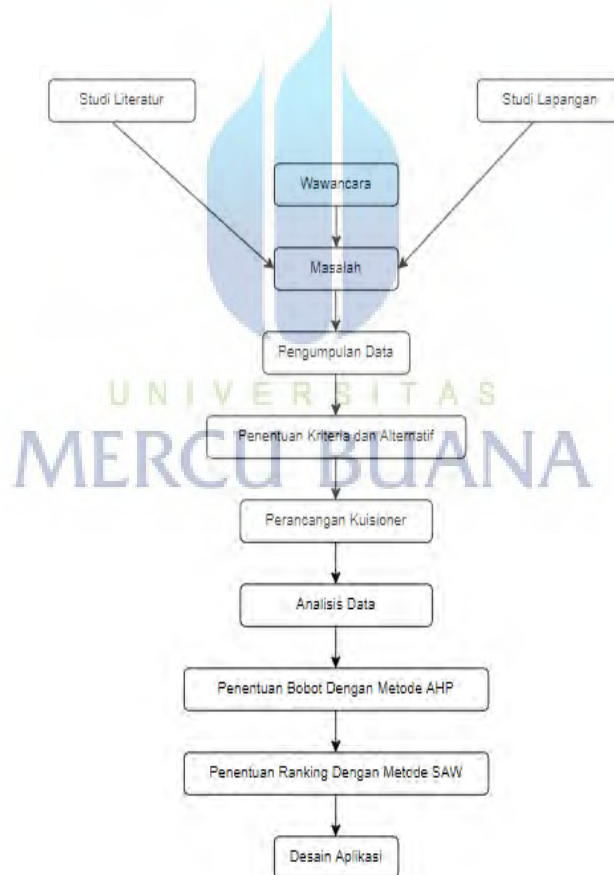 Studi Literatur
Studi Lapangan
Wawancara
Masalah
Pengumpulan Data
UNIVERSITAS
Penentuan Kriteria dan Alternatif
MERCU BUANA
Perancangan Kuisioner
Analisis Data
Penentuan Bobot Dengan Metode AHP
Penentuan Ranking Dengan Metode SAW
Desain Aplikasi